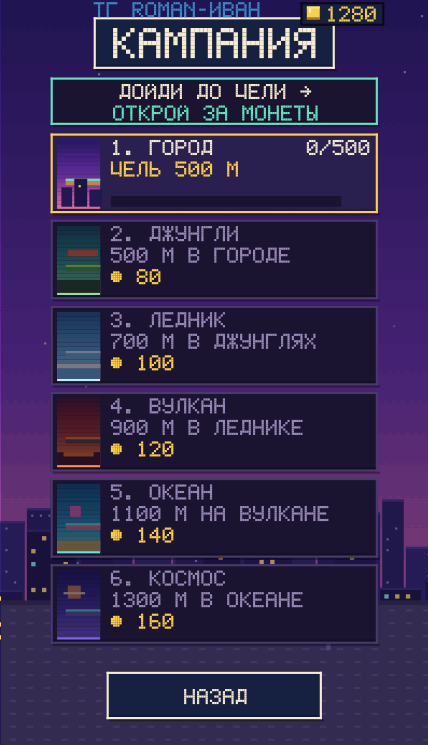 ТГ ROMAN-ИВАН
1280
КАМПАНИЯ
ДОЙДИ ДО ЦЕЛИ →
ОТКРОЙ ЗА МОНЕТЫ
1. ГОРОД 0/500
ЦЕЛЬ 500 М
2. ДЖУНГЛИ
500 М В ГОРОДЕ
80
3. ЛЕДНИК
700 М В ДЖУНГЛЯХ
100
4. ВУЛКАН
900 М В ЛЕДНИКЕ
120
5. ОКЕАН
1100 М НА ВУЛКАНЕ
140
6. КОСМОС
1300 М В ОКЕАНЕ
160
НАЗАД